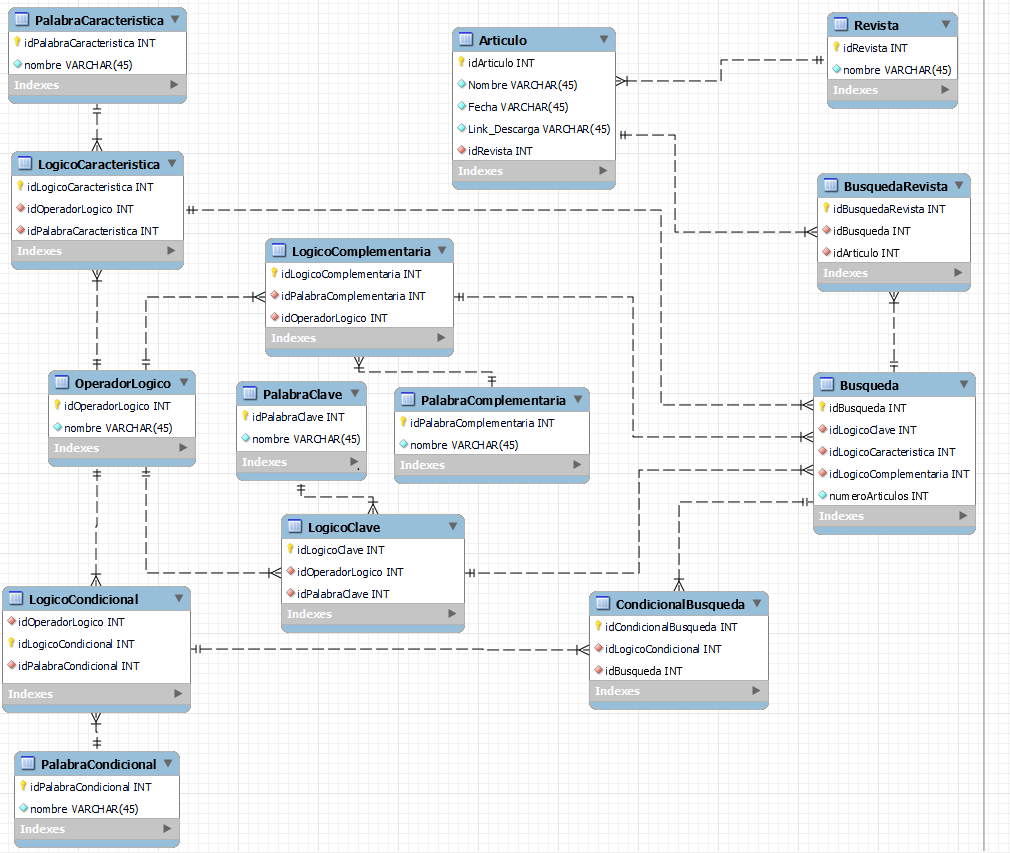 PalabraCaracteristica
idPalabraCaracteristica INT
nombre VARCHAR(45)
Indexes
Articulo
idArticulo INT
Nombre VARCHAR(45)
Fecha VARCHAR(45)
Link_Descarga VARCHAR(45)
idRevista INT
Indexes
Revista
idRevista INT
nombre VARCHAR(45)
Indexes
LogicoCaracteristica
idLogicoCaracteristica INT
idOperadorLogico INT
idPalabraCaracteristica INT
Indexes
BusquedaRevista
idBusquedaRevista INT
idBusqueda INT
idArticulo INT
Indexes
LogicoComplementaria
idLogicoComplementaria INT
idPalabraComplementaria INT
idOperadorLogico INT
Indexes
OperadorLogico
idOperadorLogico INT
nombre VARCHAR(45)
Indexes
PalabraClave
idPalabraClave INT
nombre VARCHAR(45)
Indexes
PalabraComplementaria
idPalabraComplementaria INT
nombre VARCHAR(45)
Indexes
Busqueda
idBusqueda INT
idLogicoClave INT
idLogicoCaracteristica INT
idLogicoComplementaria INT
numeroArticulos INT
Indexes
LogicoClave
idLogicoClave INT
idOperadorLogico INT
idPalabraClave INT
Indexes
LogicoCondicional
idOperadorLogico INT
idLogicoCondicional INT
idPalabraCondicional INT
Indexes
CondicionalBusqueda
idCondicionalBusqueda INT
idLogicoCondicional INT
idBusqueda INT
Indexes
PalabraCondicional
idPalabraCondicional INT
nombre VARCHAR(45)
Indexes